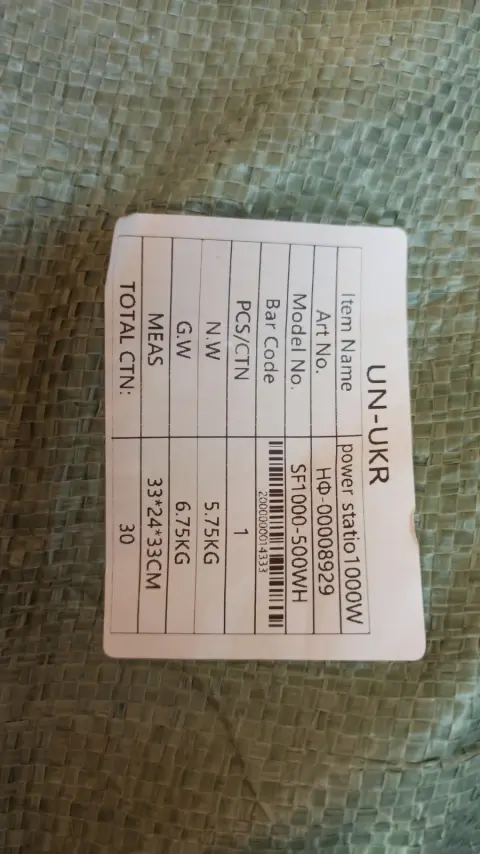 UN-UKR
Item Name power statio1000W
Art No. НФ-00008929
Model No. SF1000-500WH
Bar Code 2000000014333
PCS/CTN 1
N.W 5.75KG
G.W 6.75KG
MEAS 33*24*33CM
TOTAL CTN: 30